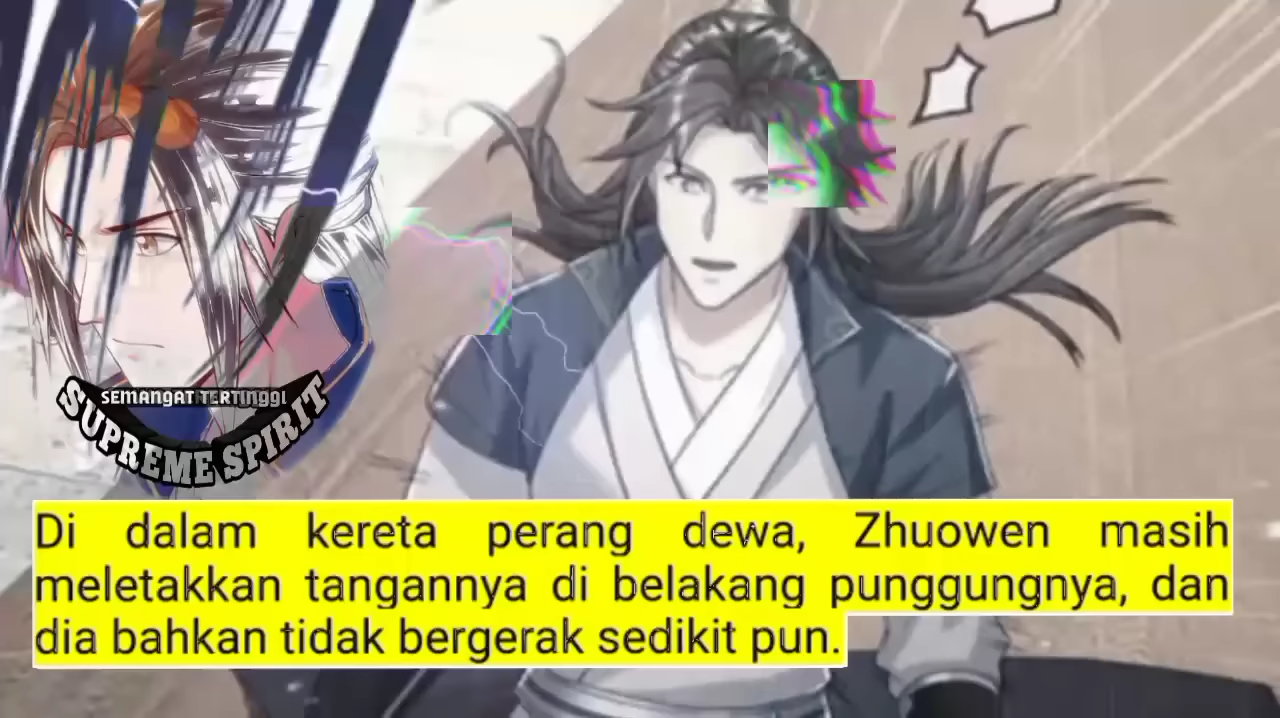 SEMANGAT TERTINGGI
SUPREME SPIRIT
Di dalam kereta perang dewa, Zhuowen masih
meletakkan tangannya di belakang punggungnya, dan
dia bahkan tidak bergerak sedikit pun.